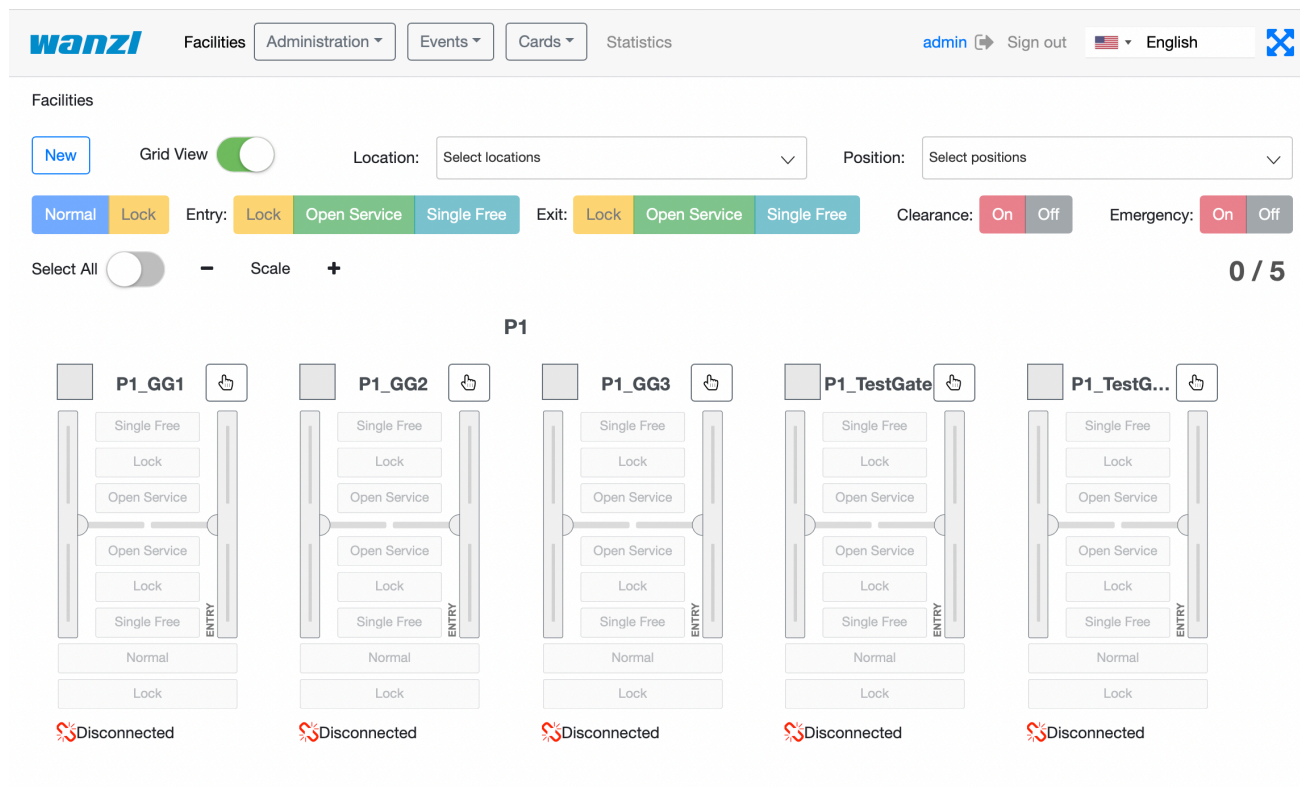 wanzl Facilities Administration Events Cards Statistics admin Sign out English
Facilities
New Grid View Location: Select locations Position: Select positions
Normal Lock Entry: Lock Open Service Single Free Exit: Lock Open Service Single Free Clearance: On Off Emergency: On Off
Select All Scale 0 / 5
P1
P1_GG1 P1_GG2 P1_GG3 P1_TestGate P1_TestG...
Single Free Single Free Single Free Single Free Single Free
Lock Lock Lock Lock Lock
Open Service Open Service Open Service Open Service Open Service
Open Service Open Service Open Service Open Service Open Service
Lock Lock Lock Lock Lock
Single Free ENTRY Single Free ENTRY Single Free ENTRY Single Free ENTRY Single Free ENTRY
Normal Normal Normal Normal Normal
Lock Lock Lock Lock Lock
Disconnected Disconnected Disconnected Disconnected Disconnected